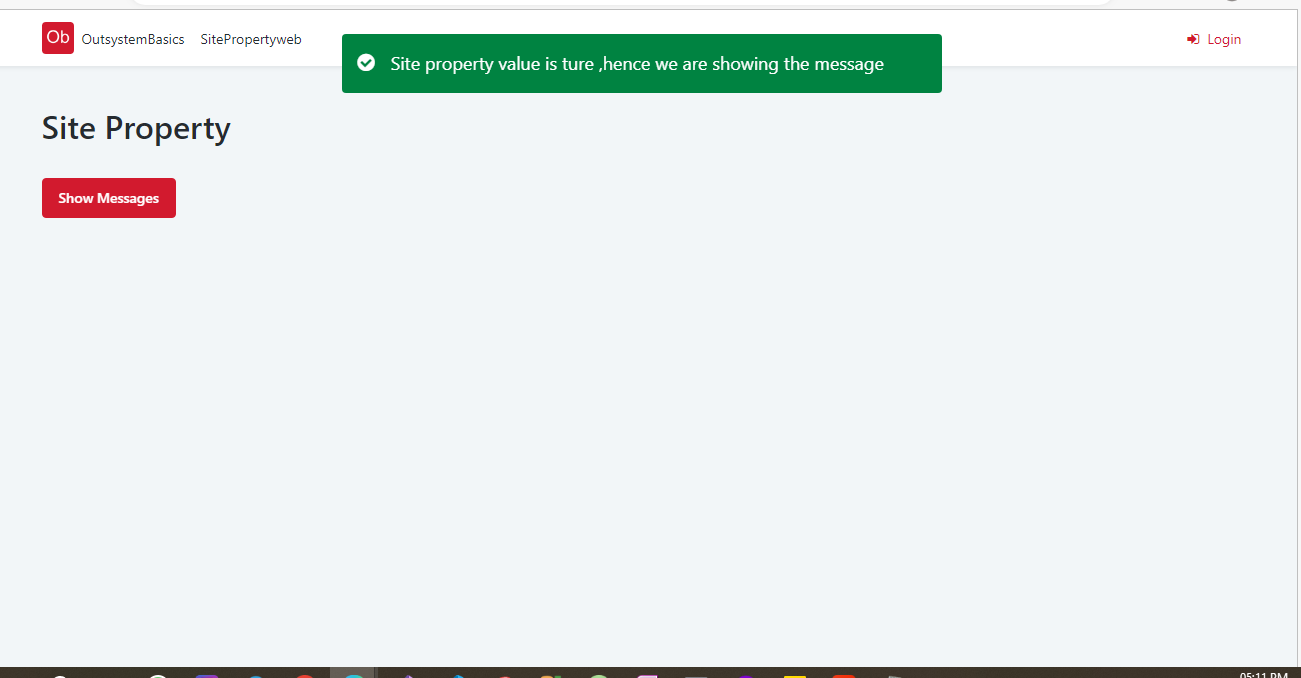 Ob OutsystemBasics SitePropertyweb
Login
Site property value is ture ,hence we are showing the message
Site Property
Show Messages
05:11 PM